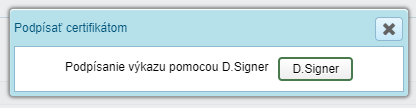 Podpísať certifikátom
Podpísanie výkazu pomocou D.Signer D.Signer